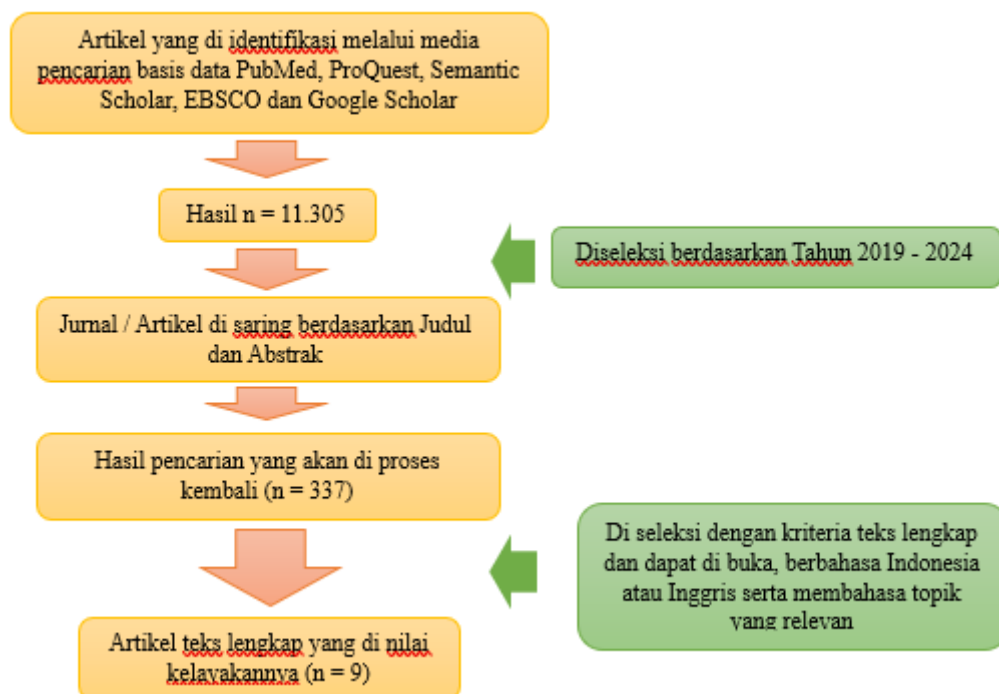 Artikel yang di identifikasi melalui media
pencarian basis data PubMed, ProQuest, Semantic
Scholar, EBSCO dan Google Scholar
Hasil n = 11.305
Diseleksi berdasarkan Tahun 2019 - 2024
Jurnal / Artikel di saring berdasarkan Judul
dan Abstrak
Hasil pencarian yang akan di proses
kembali (n = 337)
Di seleksi dengan kriteria teks lengkap
dan dapat di buka, berbahasa Indonesia
atau Inggris serta membahasa topik
yang relevan
Artikel teks lengkap yang di nilai
kelayakannya (n = 9)